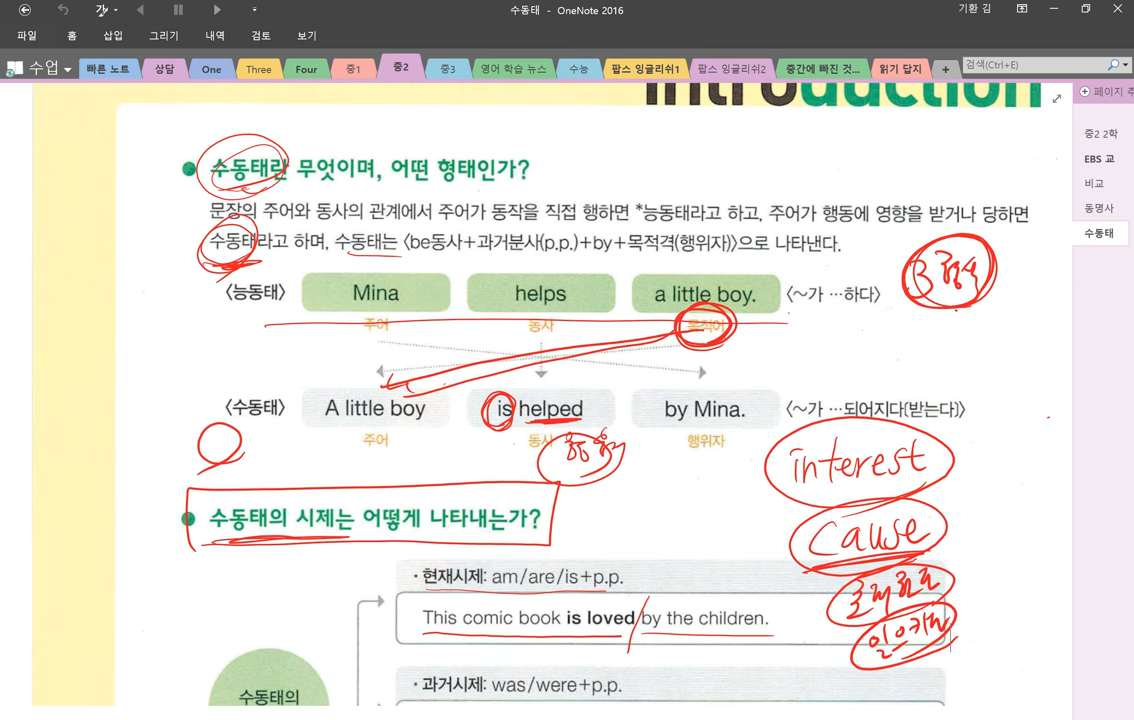 수동태 - OneNote 2016
기환 김
파일 홈 삽입 그리기 내역 검토 보기
수업 빠른 노트 상담 One Three Four 중1 중2 중3 영어 학습 뉴스 수능 팝스 잉글리쉬1 팝스 잉글리쉬2 중간에 빠진 것... 읽기 답지 + 검색(Ctrl+E)
introduction
페이지 추
중2 2학
EBS 교
비교
동명사
수동태
수동태란 무엇이며, 어떤 형태인가?
문장의 주어와 동사의 관계에서 주어가 동작을 직접 행하면 *능동태라고 하고, 주어가 행동에 영향을 받거나 당하면
수동태라고 하며, 수동태는 〈be동사+과거분사(p.p.)+by+목적격(행위자)〉으로 나타낸다.
〈능동태〉 Mina helps a little boy. 〈~가 …하다〉
주어 동사 목적어
〈수동태〉 A little boy is helped by Mina. 〈~가 …되어지다(받는다)〉
주어 동사 행위자
interest
cause
수동태의 시제는 어떻게 나타내는가?
· 현재시제: am/are/is+p.p.
This comic book is loved by the children.
· 과거시제: was/were+p.p.
수동태의